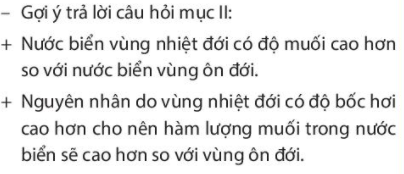 – Gợi ý trả lời câu hỏi mục II:
+ Nước biển vùng nhiệt đới có độ muối cao hơn
so với nước biển vùng ôn đới.
+ Nguyên nhân do vùng nhiệt đới có độ bốc hơi
cao hơn cho nên hàm lượng muối trong nước
biển sẽ cao hơn so với vùng ôn đới.